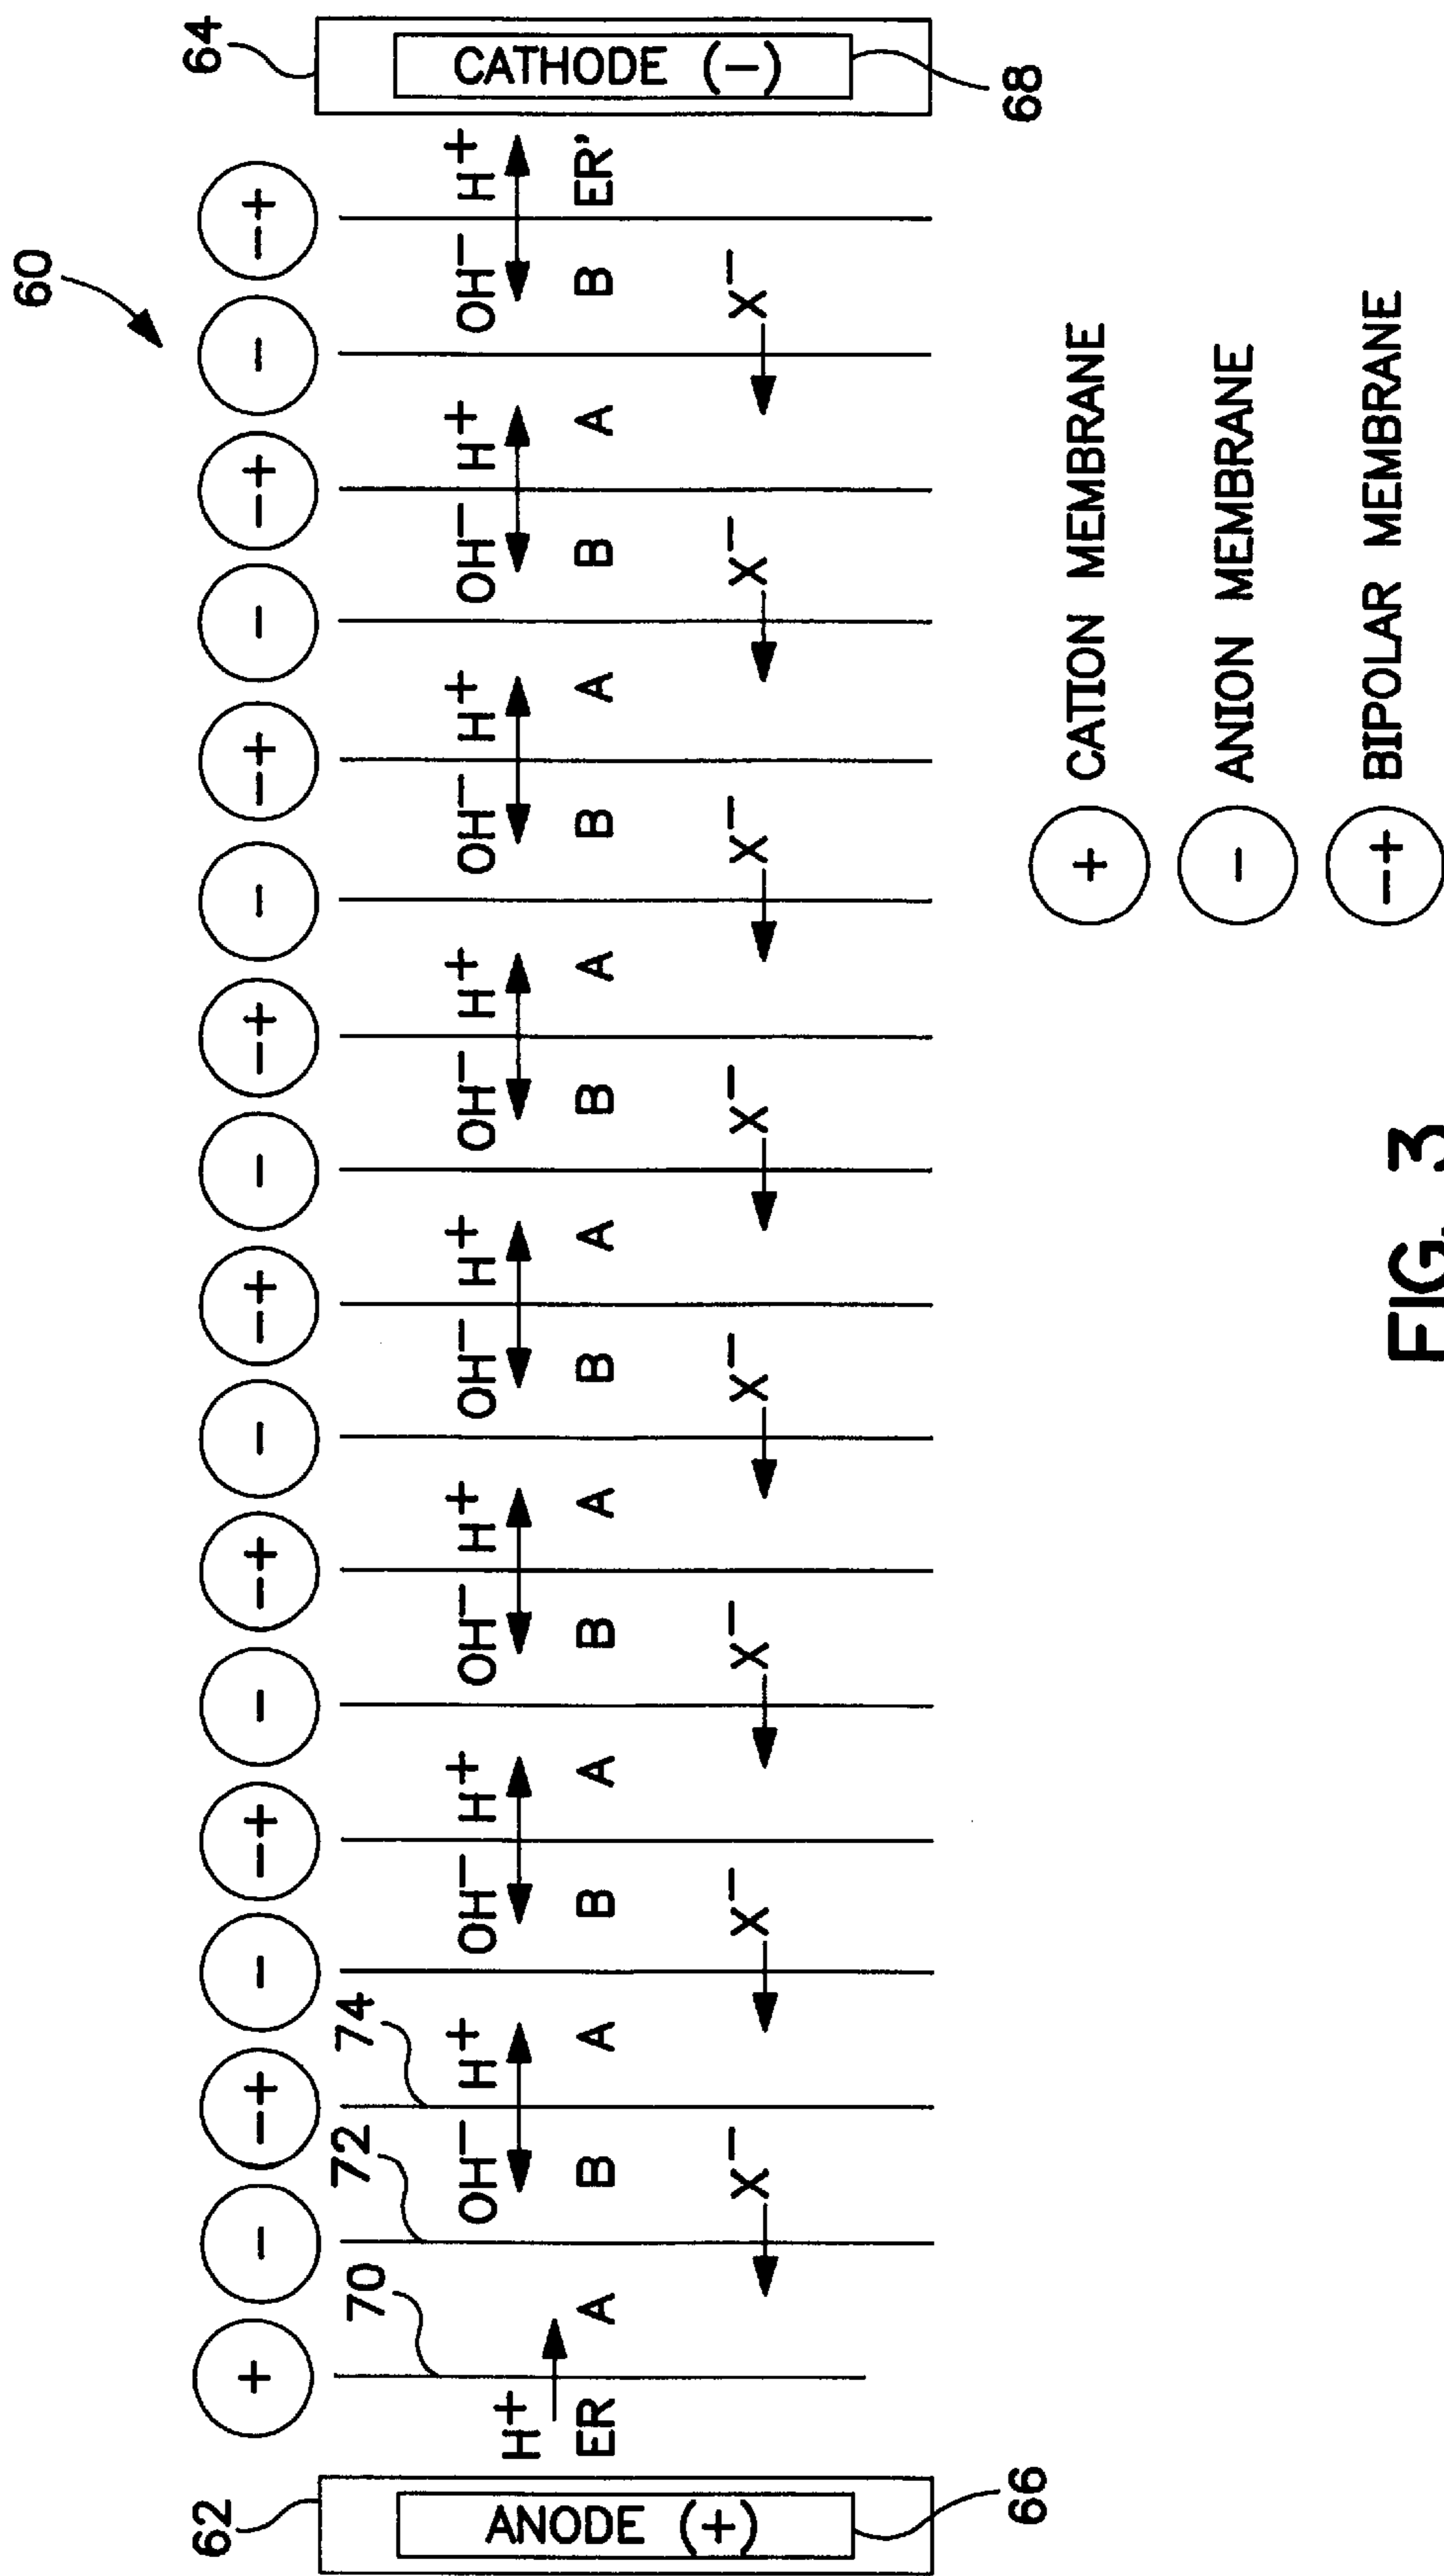 60
62 64
+ - -+ - -+ - -+ - -+ - -+ - -+ - -+ - -+
70 72 74
OH⁻ H⁺ OH⁻ H⁺ OH⁻ H⁺ OH⁻ H⁺ OH⁻ H⁺ OH⁻ H⁺ OH⁻ H⁺ OH⁻ H⁺
ANODE (+) H⁺ CATHODE (-)
ER A B A B A B A B A B A B A B A B ER'
X⁻ X⁻ X⁻ X⁻ X⁻ X⁻ X⁻ X⁻
66 68
+ CATION MEMBRANE
- ANION MEMBRANE
-+ BIPOLAR MEMBRANE
FIG. 3